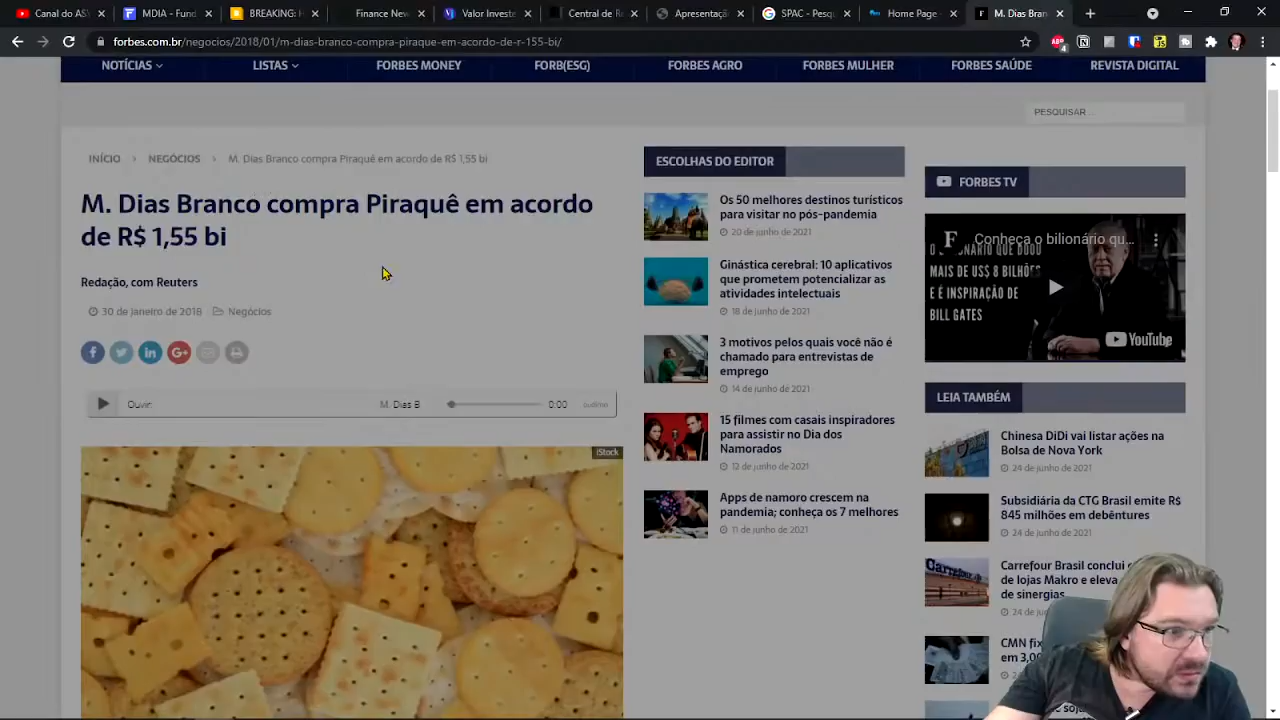 Canal do AS
MDIA - Fund
BREAKING: H
Finance New
Valor Investe
Central de Re
Apresentaçã
SPAC - Pesq
Home Page
M. Dias Bran
forbes.com.br/negocios/2018/01/m-dias-branco-compra-piraque-em-acordo-de-r-155-bi/
NOTÍCIAS
LISTAS
FORBES MONEY
FORB(ESG)
FORBES AGRO
FORBES MULHER
FORBES SAÚDE
REVISTA DIGITAL
PESQUISAR ...
INÍCIO > NEGÓCIOS > M. Dias Branco compra Piraquê em acordo de R$ 1,55 bi
M. Dias Branco compra Piraquê em acordo
de R$ 1,55 bi
Redação, com Reuters
30 de janeiro de 2018 Negócios
Ouvir:
M. Dias B
0:00
audima
iStock
ESCOLHAS DO EDITOR
Os 50 melhores destinos turísticos
para visitar no pós-pandemia
20 de junho de 2021
Ginástica cerebral: 10 aplicativos
que prometem potencializar as
atividades intelectuais
18 de junho de 2021
3 motivos pelos quais você não é
chamado para entrevistas de
emprego
14 de junho de 2021
15 filmes com casais inspiradores
para assistir no Dia dos
Namorados
12 de junho de 2021
Apps de namoro crescem na
pandemia; conheça os 7 melhores
11 de junho de 2021
FORBES TV
F Conheça o bilionário qu...
O BILIONÁRIO QUE DOOU
MAIS DE US$ 8 BILHÕES
E É INSPIRAÇÃO DE
BILL GATES
YouTube
LEIA TAMBÉM
Chinesa DiDi vai listar ações na
Bolsa de Nova York
24 de junho de 2021
Subsidiária da CTG Brasil emite R$
845 milhões em debêntures
24 de junho de 2021
Carrefour Brasil conclui
de lojas Makro e eleva
de sinergias
24 de
CMN fix
em 3,0